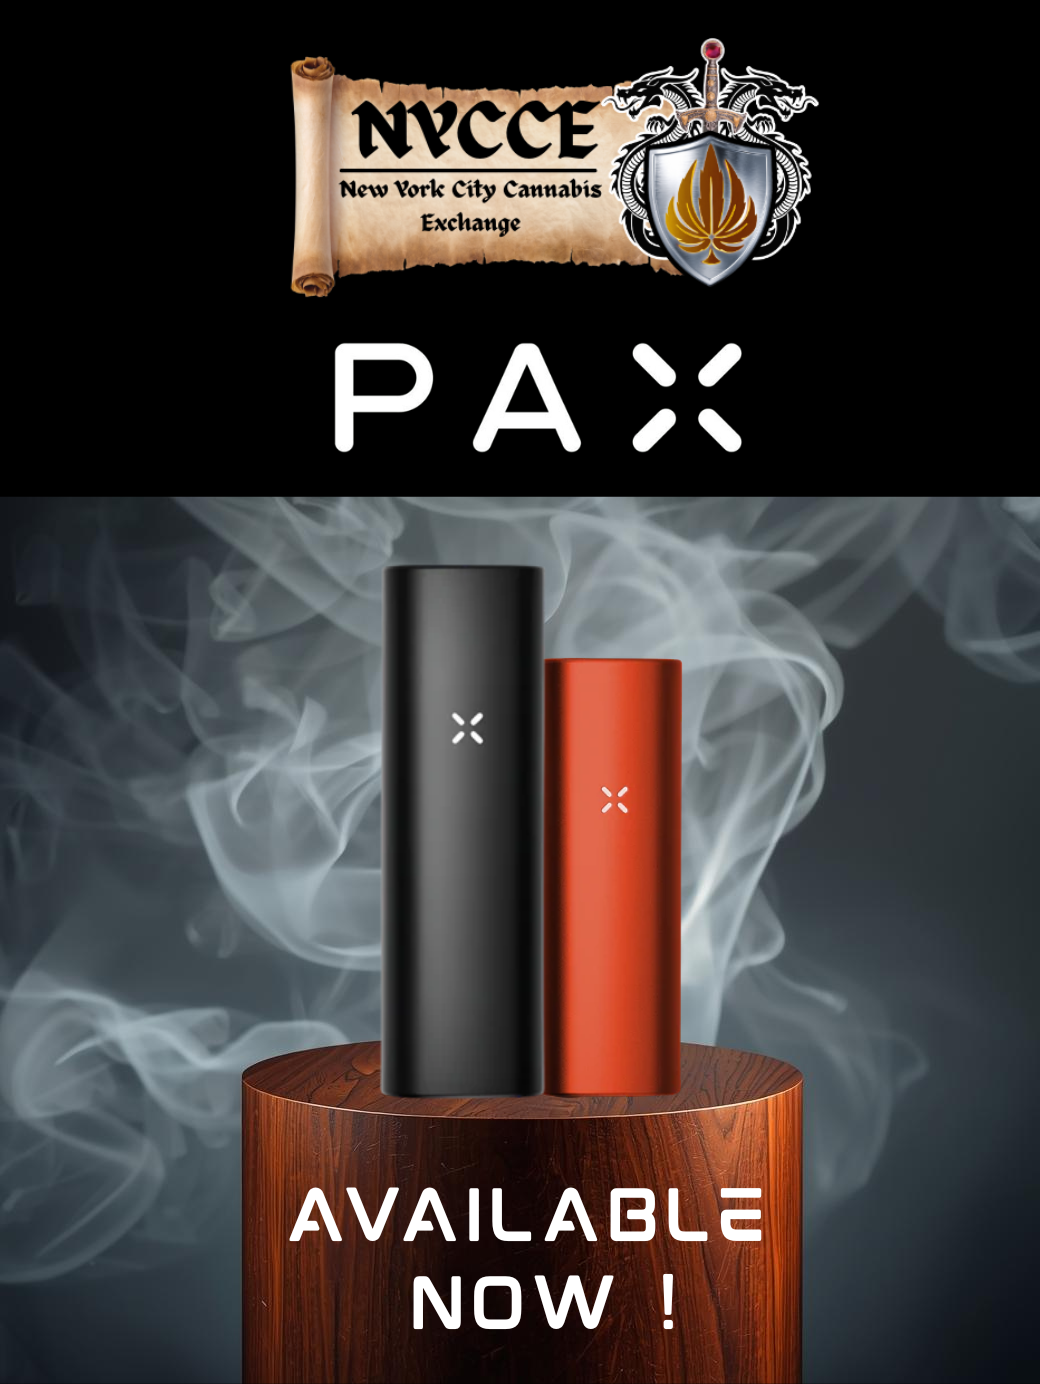 NYCCE
New York City Cannabis
Exchange
PAX
AVAILABLE
NOW !